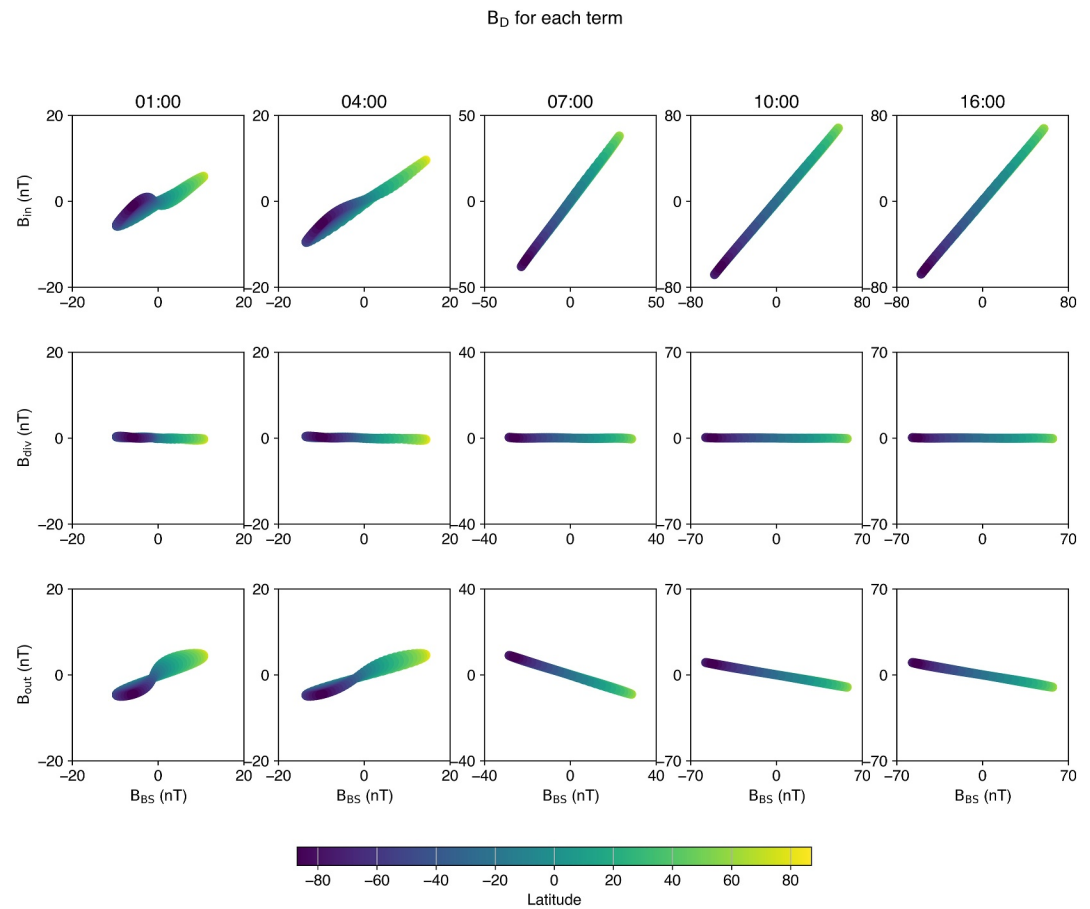 B_D for each term
01:00 04:00 07:00 10:00 16:00
20 20 50 80 80
B_in (nT) 0 0 0 0 0
−20 −20 −50 −80 −80
−20 0 20 −20 0 20 −50 0 50 −80 0 80 −80 0 80
20 20 40 70 70
B_div (nT) 0 0 0 0 0
−20 −20 −40 −70 −70
−20 0 20 −20 0 20 −40 0 40 −70 0 70 −70 0 70
20 20 40 70 70
B_out (nT) 0 0 0 0 0
−20 −20 −40 −70 −70
−20 0 20 −20 0 20 −40 0 40 −70 0 70 −70 0 70
B_BS (nT) B_BS (nT) B_BS (nT) B_BS (nT) B_BS (nT)
−80 −60 −40 −20 0 20 40 60 80
Latitude